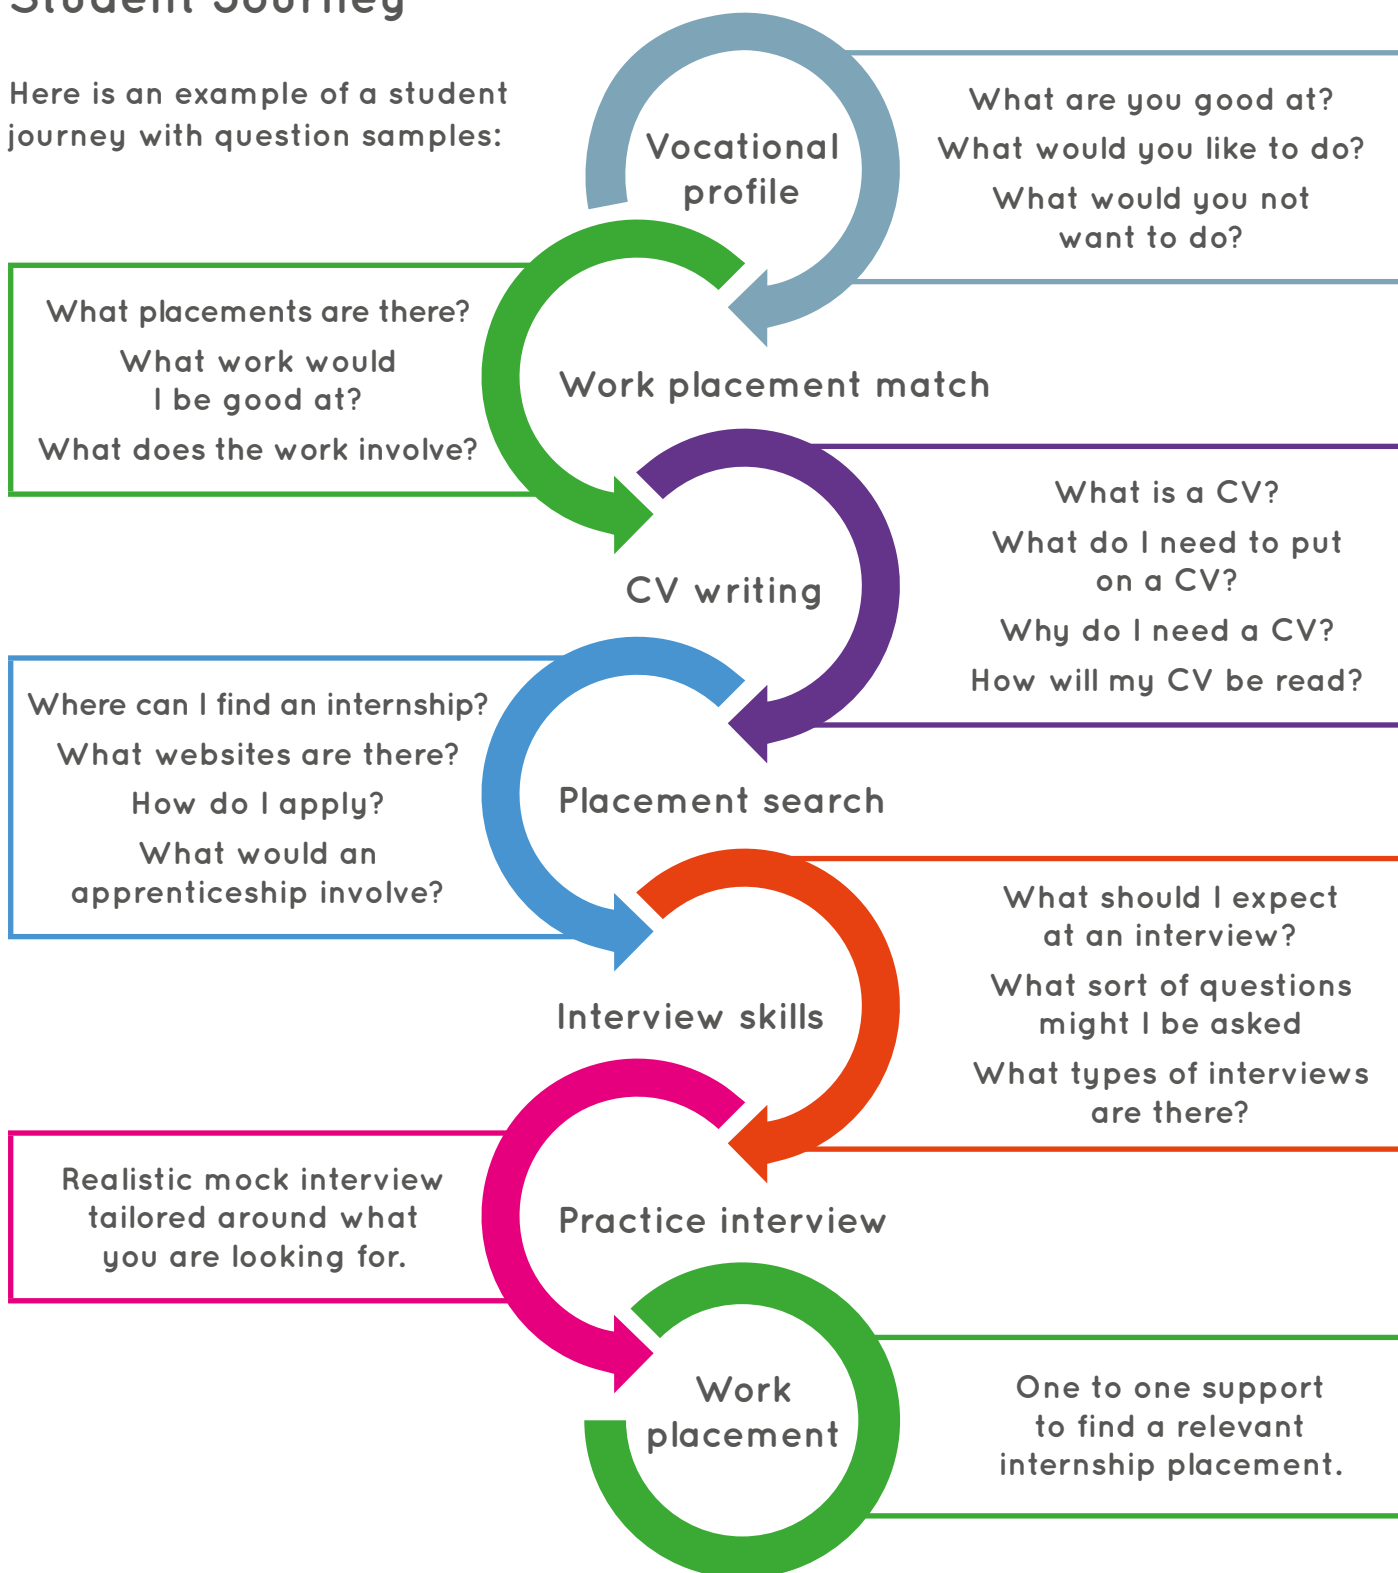 Student Journey
Here is an example of a student
journey with question samples:
Vocational
profile
What are you good at?
What would you like to do?
What would you not
want to do?
What placements are there?
What work would
I be good at?
What does the work involve?
Work placement match
CV writing
What is a CV?
What do I need to put
on a CV?
Why do I need a CV?
How will my CV be read?
Where can I find an internship?
What websites are there?
How do I apply?
What would an
apprenticeship involve?
Placement search
Interview skills
What should I expect
at an interview?
What sort of questions
might I be asked
What types of interviews
are there?
Realistic mock interview
tailored around what
you are looking for.
Practice interview
Work
placement
One to one support
to find a relevant
internship placement.